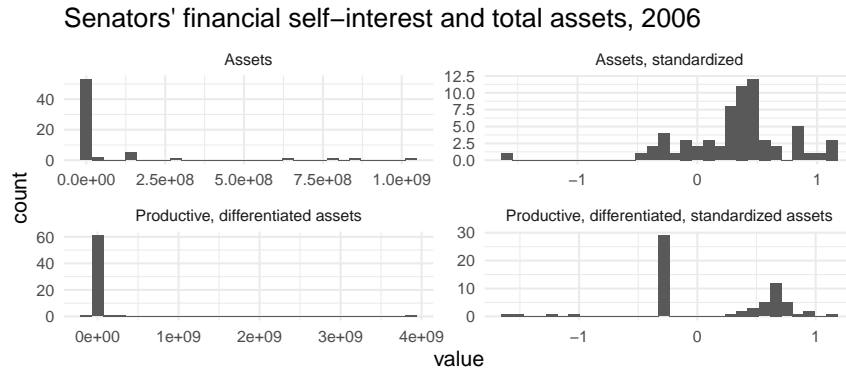 Senators' financial self−interest and total assets, 2006
Assets
Assets, standardized
40
20
0
0.0e+00 2.5e+08 5.0e+08 7.5e+08 1.0e+09
12.5
10.0
7.5
5.0
2.5
0.0
−1 0 1
Productive, differentiated assets
Productive, differentiated, standardized assets
60
40
20
0
0e+00 1e+09 2e+09 3e+09 4e+09
30
20
10
0
−1 0 1
count
value